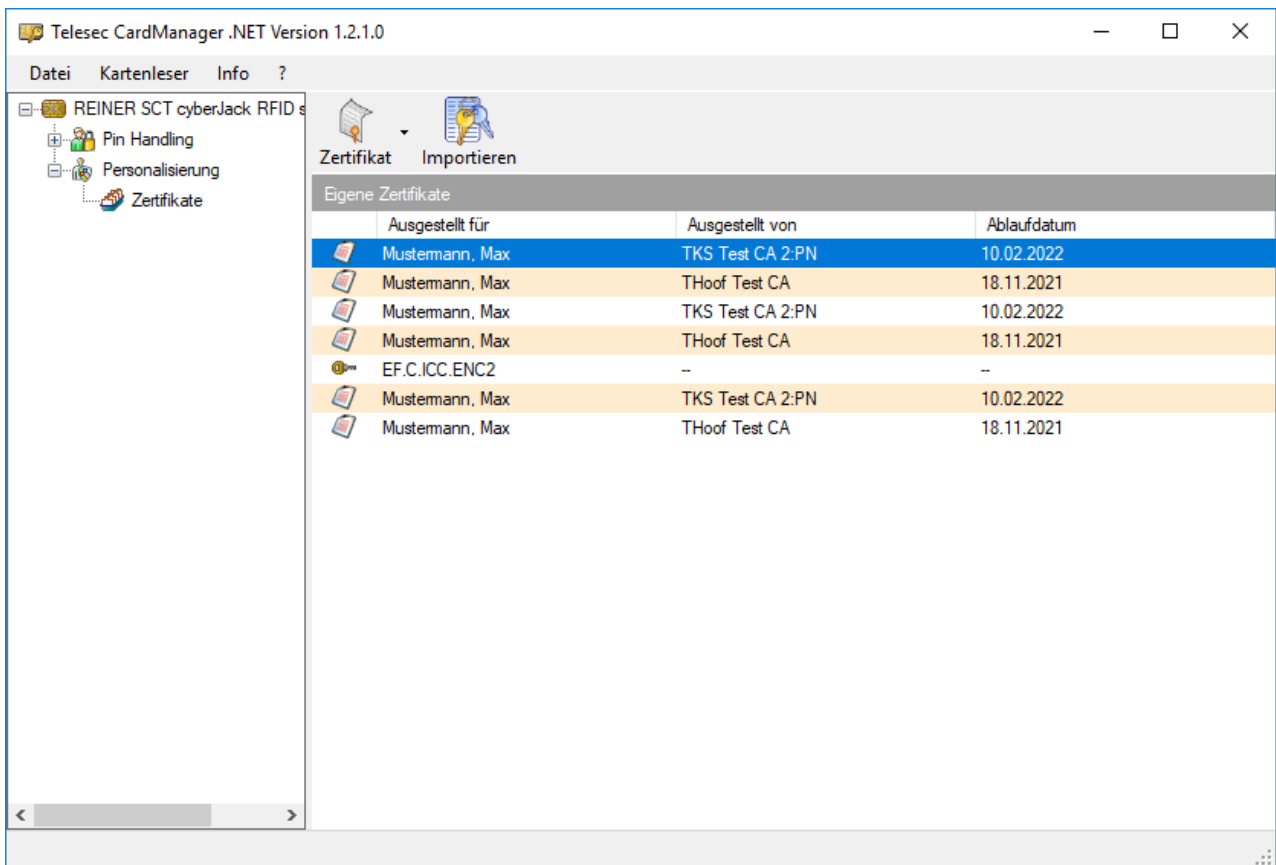 Telesec CardManager .NET Version 1.2.1.0
Datei Kartenleser Info ?
REINER SCT cyberJack RFID s
Pin Handling
Personalisierung
Zertifikate
Zertifikat Importieren
Eigene Zertifikate
Ausgestellt für Ausgestellt von Ablaufdatum
Mustermann, Max TKS Test CA 2:PN 10.02.2022
Mustermann, Max THoof Test CA 18.11.2021
Mustermann, Max TKS Test CA 2:PN 10.02.2022
Mustermann, Max THoof Test CA 18.11.2021
EF.C.ICC.ENC2 -- --
Mustermann, Max TKS Test CA 2:PN 10.02.2022
Mustermann, Max THoof Test CA 18.11.2021